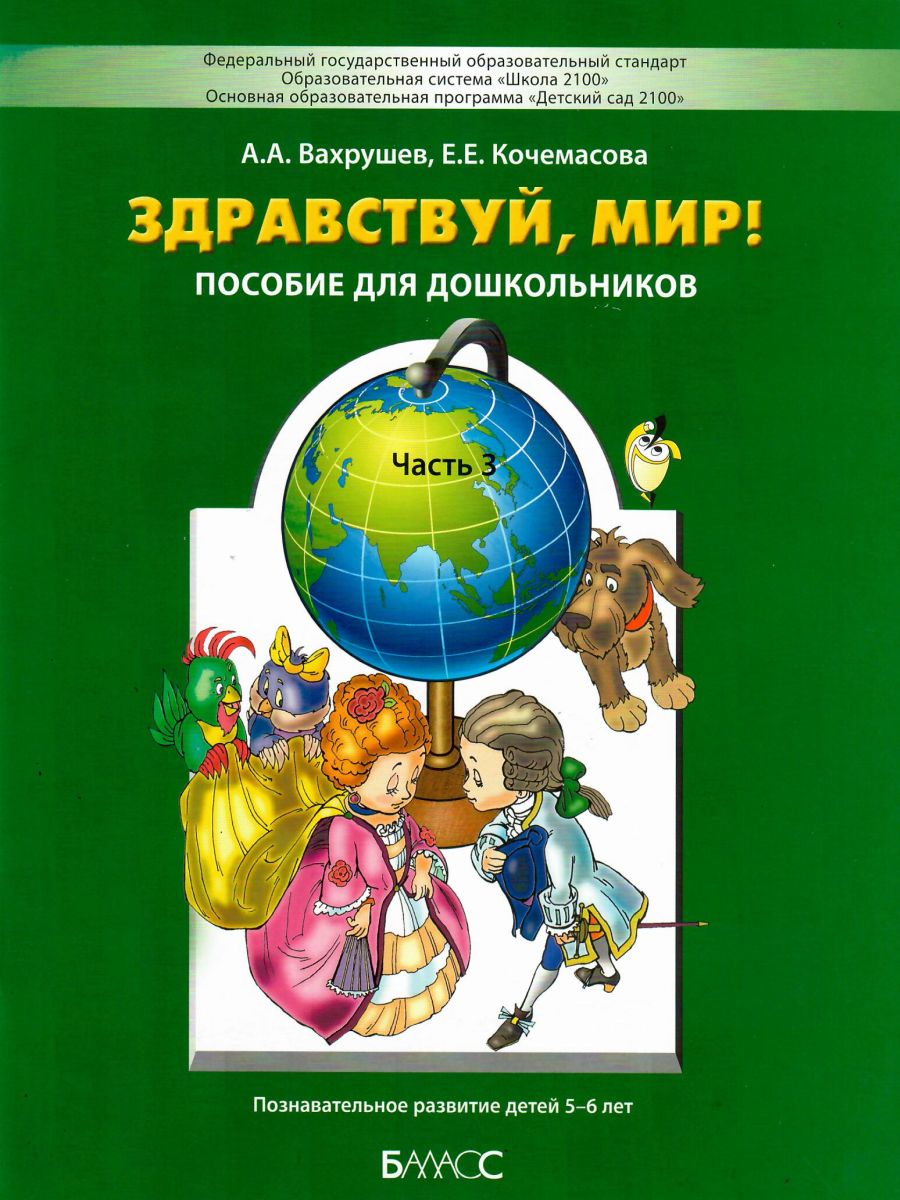 Федеральный государственный образовательный стандарт
Образовательная система «Школа 2100»
Основная образовательная программа «Детский сад 2100»
А.А. Вахрушев, Е.Е. Кочемасова
ЗДРАВСТВУЙ, МИР!
ПОСОБИЕ ДЛЯ ДОШКОЛЬНИКОВ
Часть 3
Познавательное развитие детей 5–6 лет
БАЛАСС